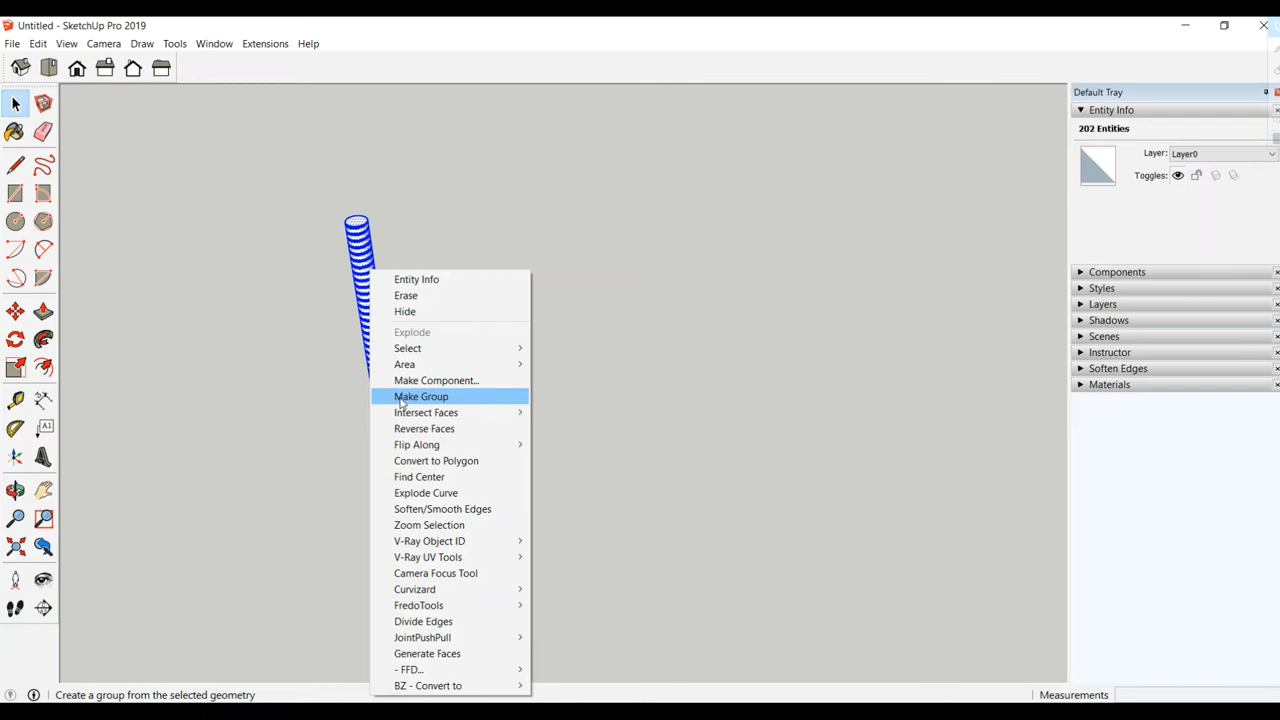 Untitled - SketchUp Pro 2019
File Edit View Camera Draw Tools Window Extensions Help
Default Tray
Entity Info
202 Entities
Layer: Layer0
Toggles:
Components
Styles
Layers
Shadows
Scenes
Instructor
Soften Edges
Materials
Entity Info
Erase
Hide
Explode
Select
Area
Make Component...
Make Group
Intersect Faces
Reverse Faces
Flip Along
Convert to Polygon
Find Center
Explode Curve
Soften/Smooth Edges
Zoom Selection
V-Ray Object ID
V-Ray UV Tools
Camera Focus Tool
Curvizard
FredoTools
Divide Edges
JointPushPull
Generate Faces
- FFD...
BZ - Convert to
A1
Create a group from the selected geometry
Measurements